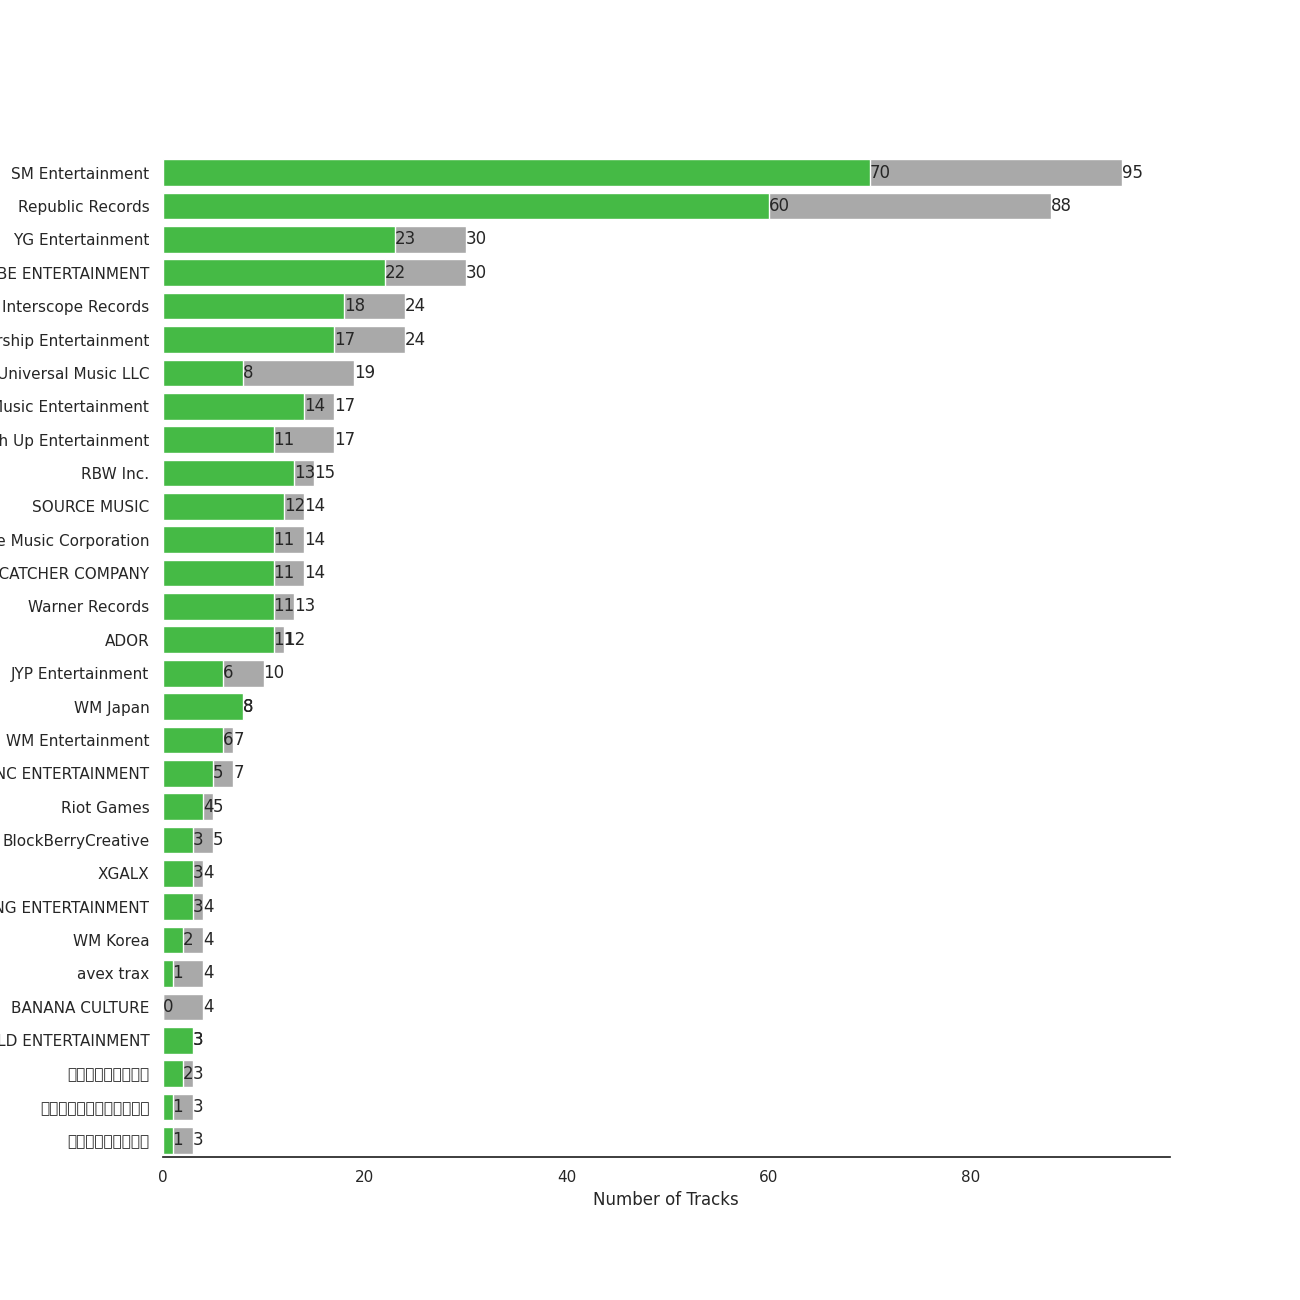 SM Entertainment 70 95
Republic Records 60 88
YG Entertainment 23 30
BE ENTERTAINMENT 22 30
Interscope Records 18 24
rship Entertainment 17 24
Universal Music LLC 8 19
Music Entertainment 14 17
h Up Entertainment 11 17
RBW Inc. 13 15
SOURCE MUSIC 12 14
e Music Corporation 11 14
CATCHER COMPANY 11 14
Warner Records 11 13
ADOR 11 12
JYP Entertainment 6 10
WM Japan 8 8
WM Entertainment 6 7
NC ENTERTAINMENT 5 7
Riot Games 4 5
BlockBerryCreative 3 5
XGALX 3 4
NG ENTERTAINMENT 3 4
WM Korea 2 4
avex trax 1 4
BANANA CULTURE 0 4
LD ENTERTAINMENT 3 3
2 3
1 3
1 3
0 20 40 60 80
Number of Tracks